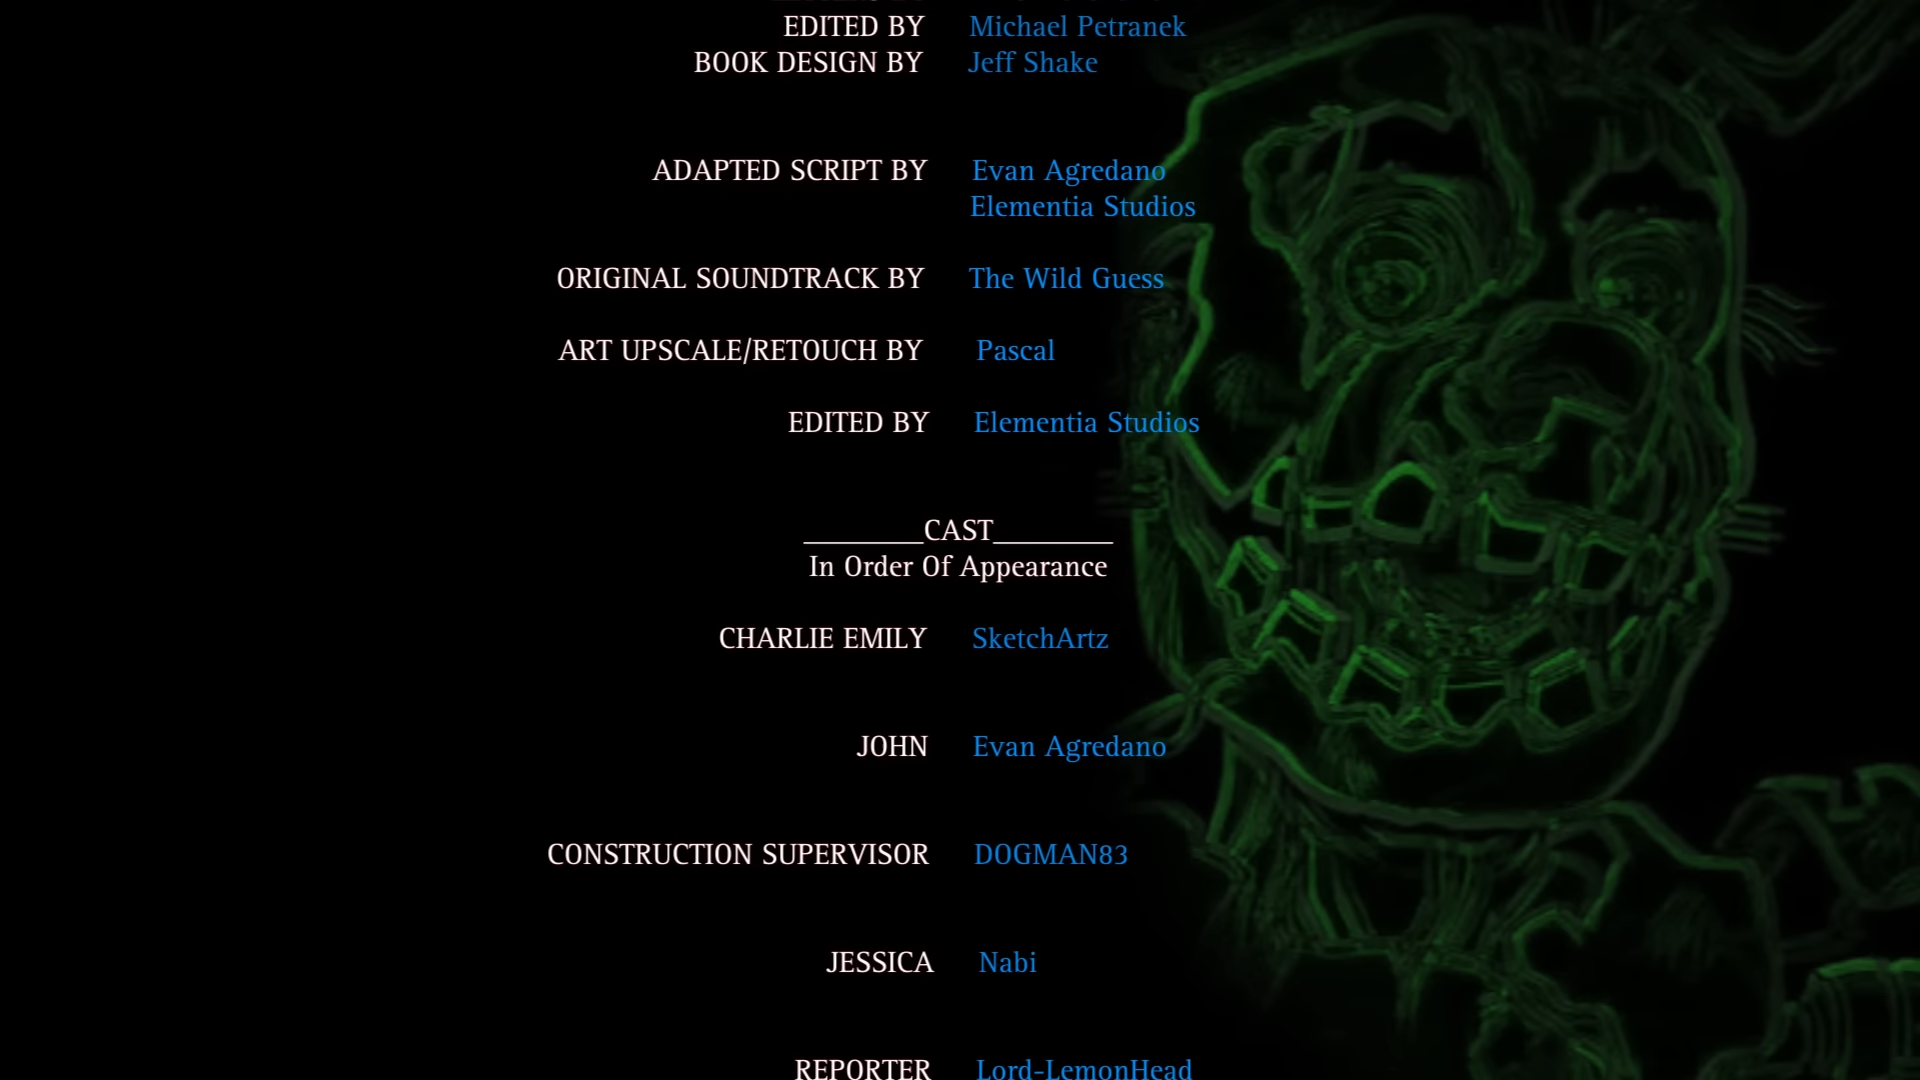 EDITED BY Michael Petranek
BOOK DESIGN BY Jeff Shake
ADAPTED SCRIPT BY Evan Agredano
Elementia Studios
ORIGINAL SOUNDTRACK BY The Wild Guess
ART UPSCALE/RETOUCH BY Pascal
EDITED BY Elementia Studios
________CAST________
In Order Of Appearance
CHARLIE EMILY SketchArtz
JOHN Evan Agredano
CONSTRUCTION SUPERVISOR DOGMAN83
JESSICA Nabi
REPORTER Lord-LemonHead